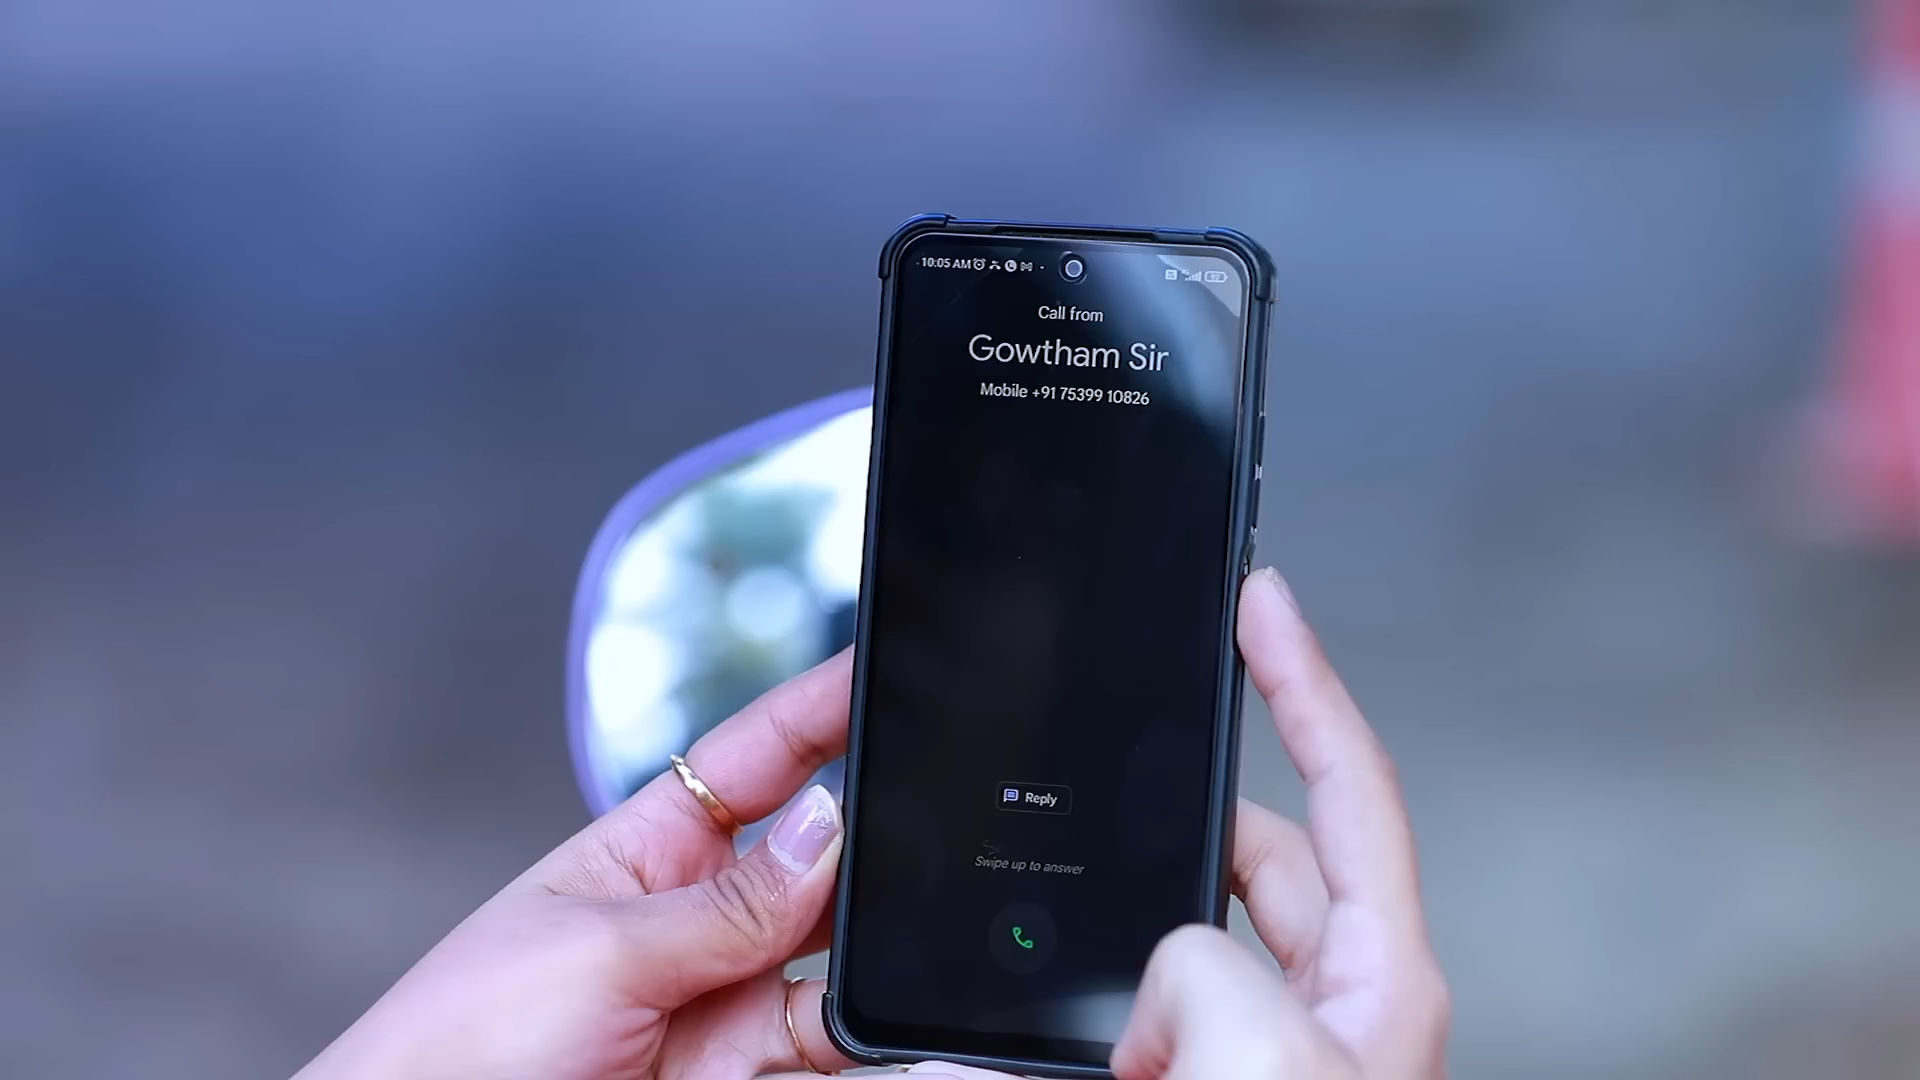 10:05 AM
Call from
Gowtham Sir
Mobile +91 75399 10826
Reply
Swipe up to answer